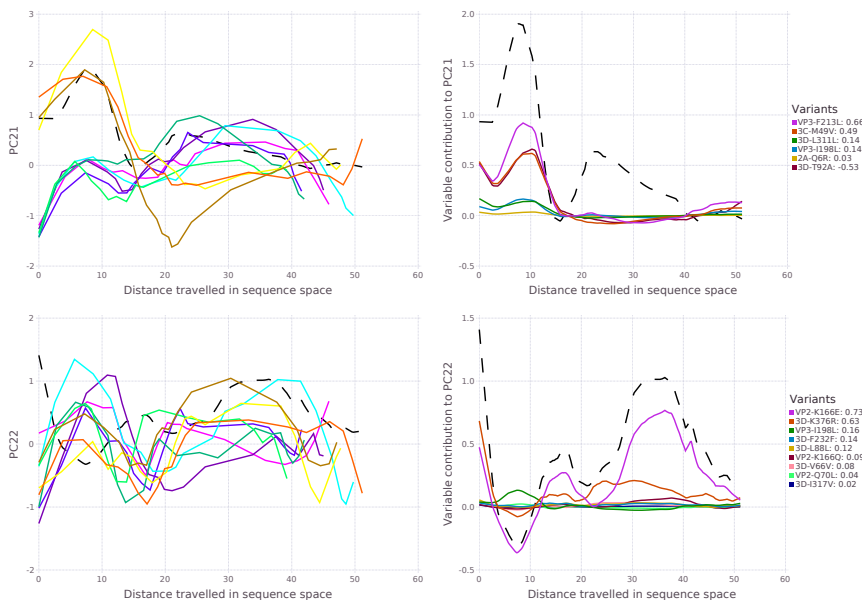 3
2
1
0
-1
-2
0
10
20
30
40
50
60
PC21
Distance travelled in sequence space
2.0
1.5
1.0
0.5
0.0
-0.5
0
10
20
30
40
50
60
Variable contribution to PC21
Distance travelled in sequence space
Variants
VP3-F213L: 0.66
3C-M49V: 0.49
3D-L311L: 0.14
VP3-I198L: 0.14
2A-Q6R: 0.03
3D-T92A: -0.53
2
1
0
-1
-2
0
10
20
30
40
50
60
PC22
Distance travelled in sequence space
1.5
1.0
0.5
0.0
-0.5
0
10
20
30
40
50
60
Variable contribution to PC22
Distance travelled in sequence space
Variants
VP2-K166E: 0.73
3D-K376R: 0.63
VP3-I198L: 0.16
3D-F232F: 0.14
3D-L88L: 0.12
VP2-K166Q: 0.09
3D-V66V: 0.08
VP2-Q70L: 0.04
3D-I317V: 0.02